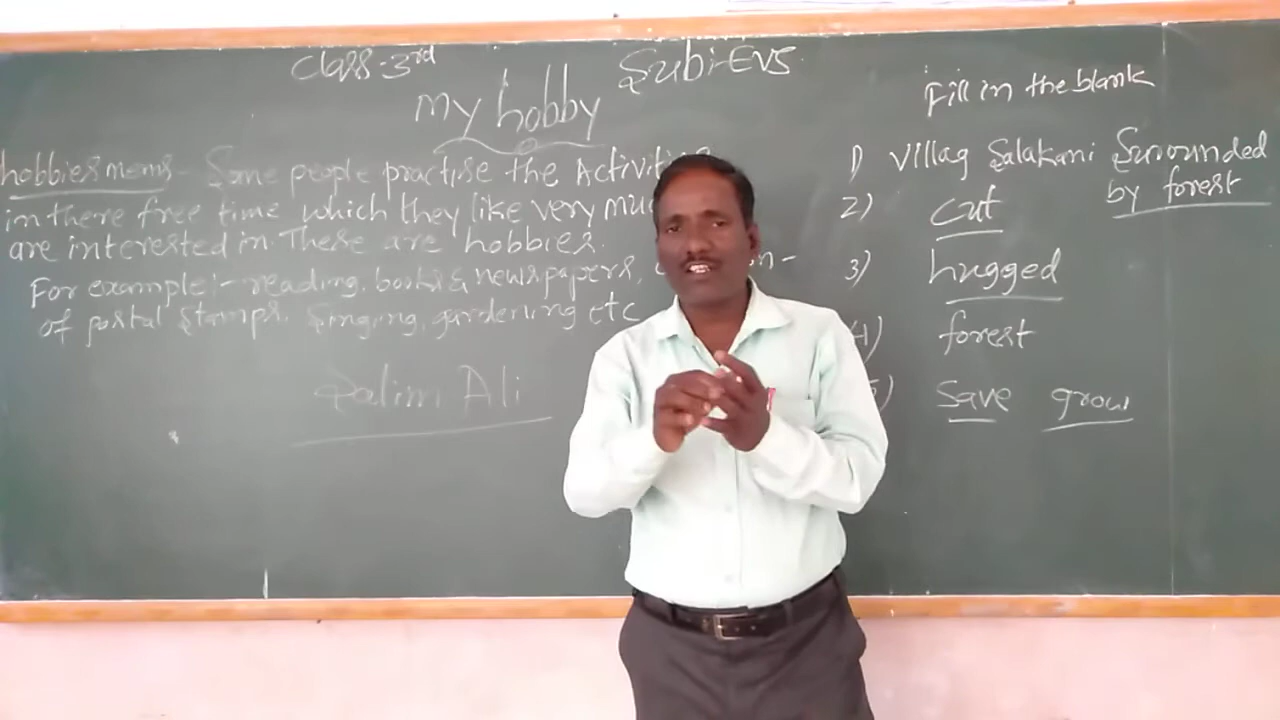 Class-3rd
Sub:-EVS
My hobby
hobbies means - Some people practise the Activities
in there free time which they like very
are interested in. These are hobbies.
For example:- reading. books & newspapers,
of postal stamps. Singing, gardening etc
Salim Ali
Fill in the blank
1) Villag Salakani Surounded
by forest
2) cut
3) hugged
4) forest
5) save grow